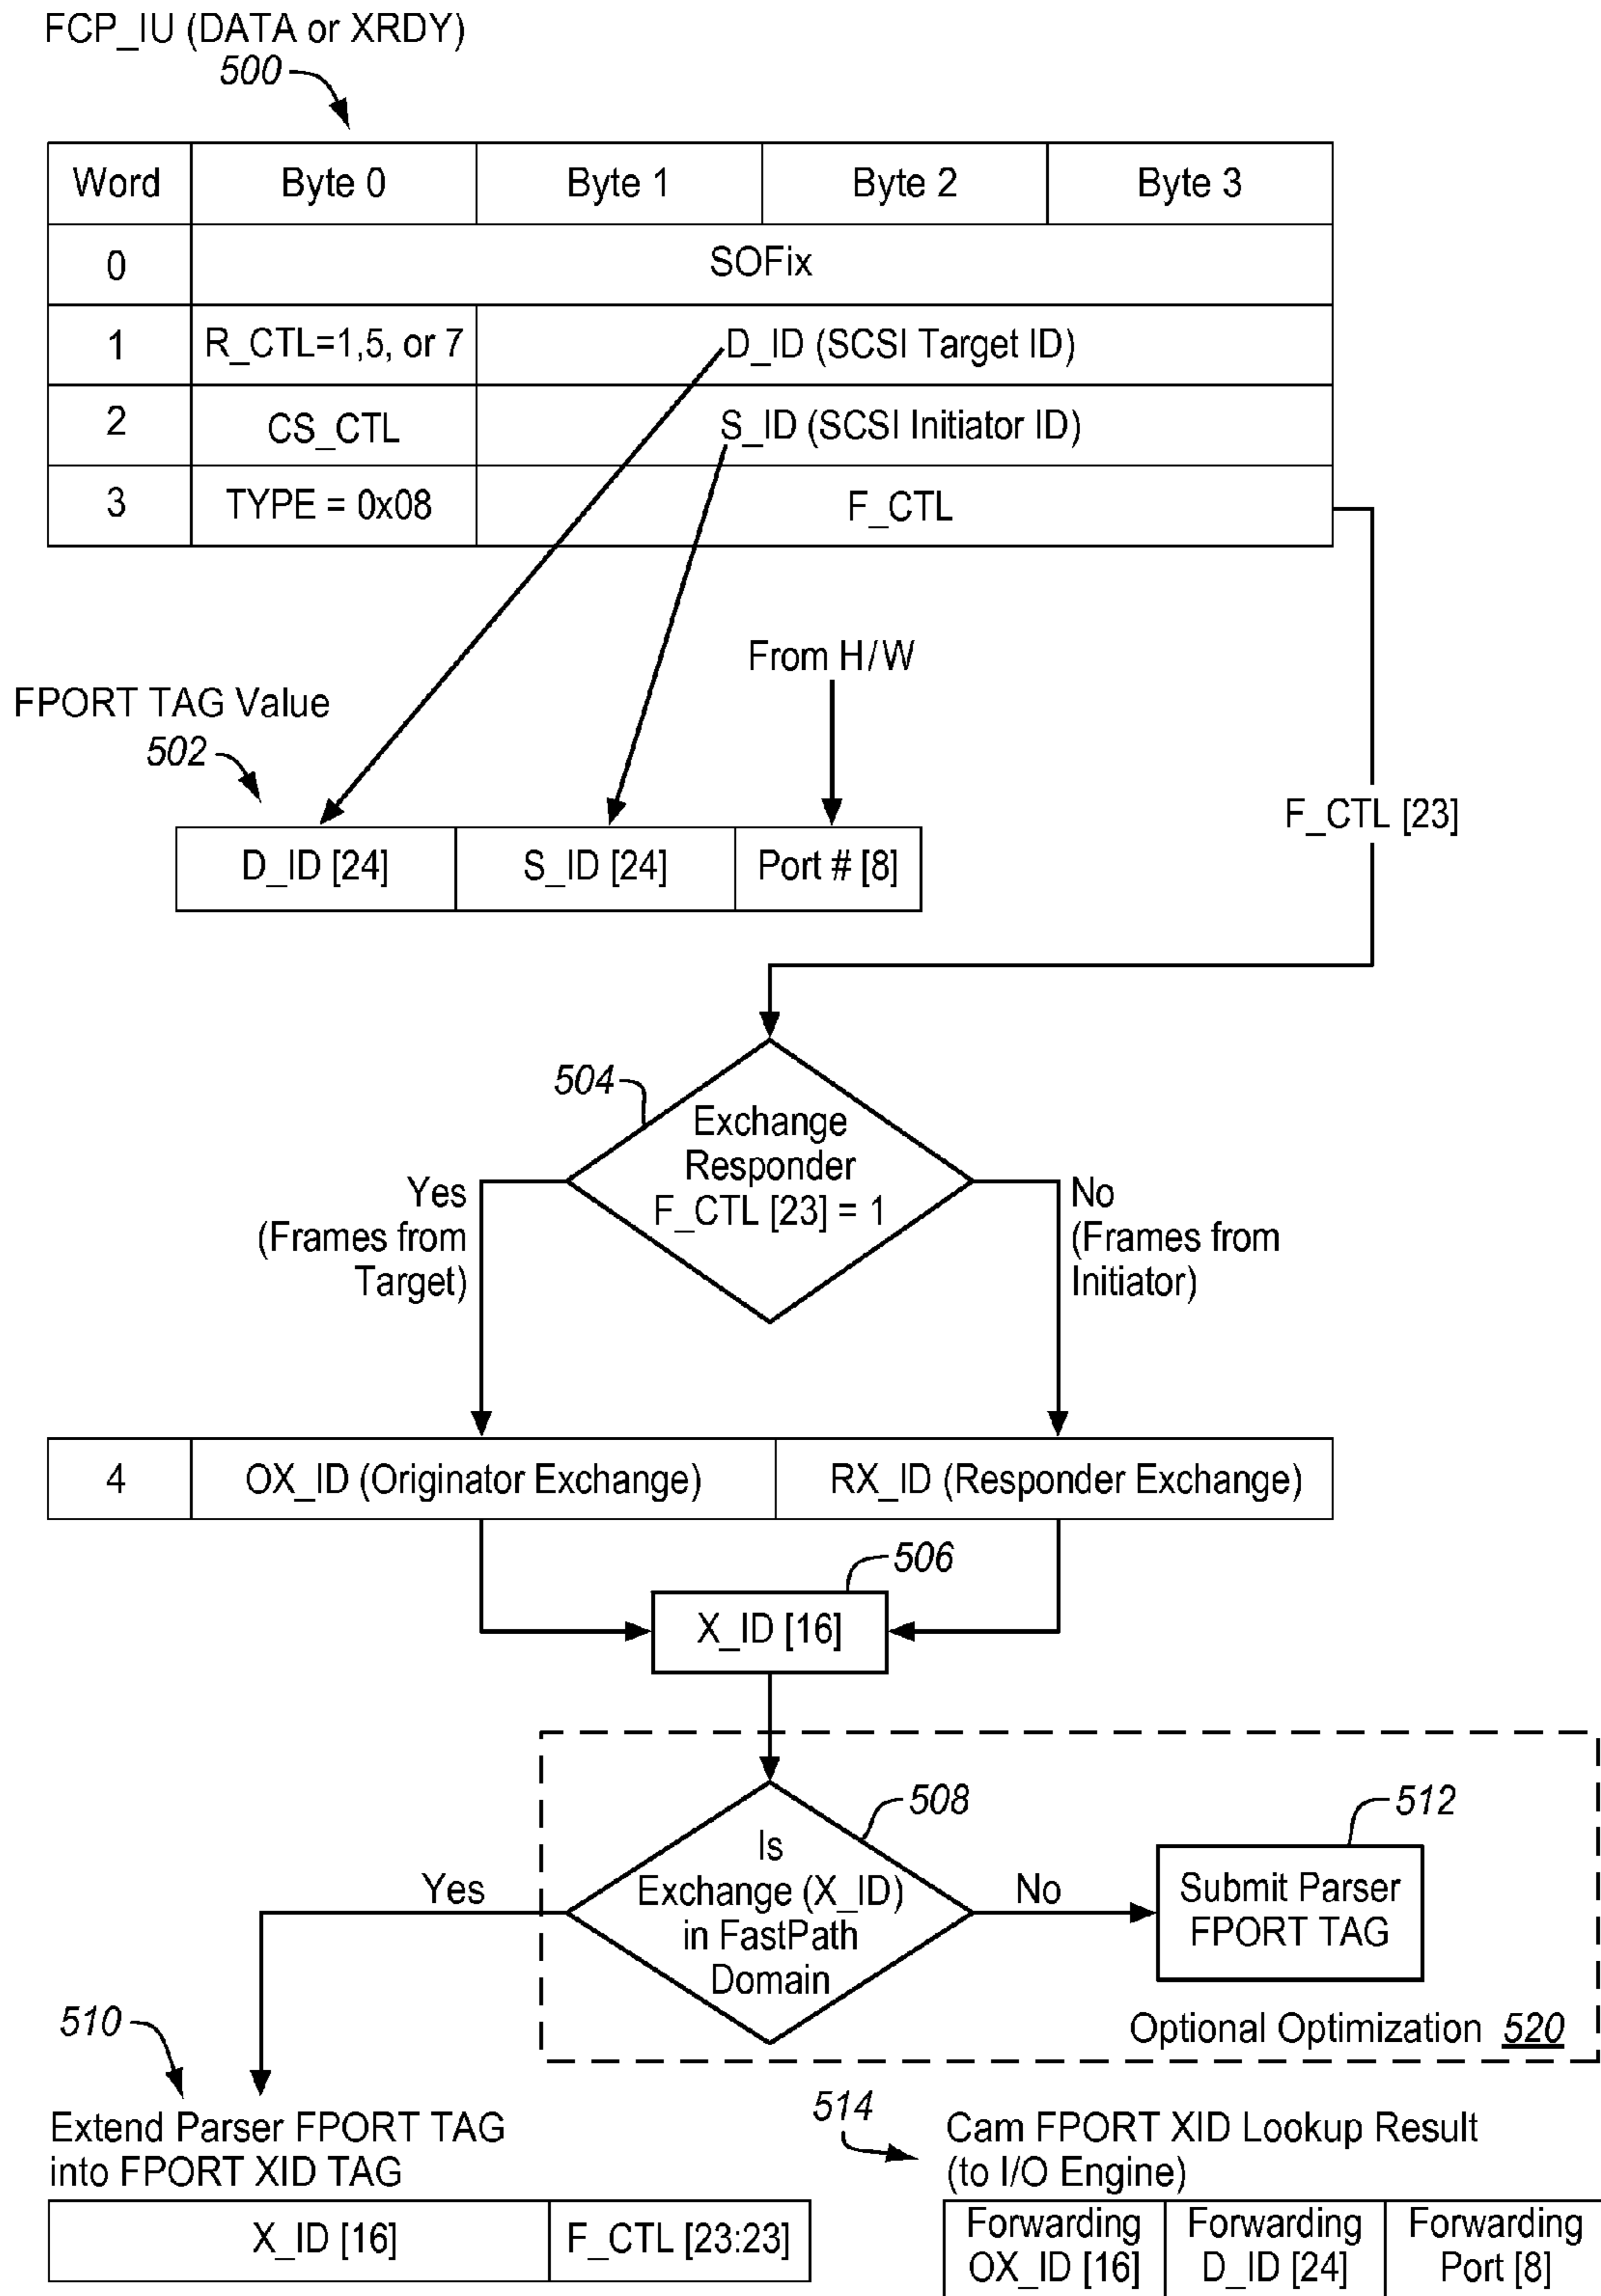 FCP_IU (DATA or XRDY)
500
Word Byte 0 Byte 1 Byte 2 Byte 3
0 SOFix
1 R_CTL=1,5, or 7 D_ID (SCSI Target ID)
2 CS_CTL S_ID (SCSI Initiator ID)
3 TYPE = 0x08 F_CTL
From H/W
FPORT TAG Value
502
F_CTL [23]
D_ID [24] S_ID [24] Port # [8]
504
Exchange
Responder
F_CTL [23] = 1
Yes
(Frames from
Target)
No
(Frames from
Initiator)
4 OX_ID (Originator Exchange) RX_ID (Responder Exchange)
506
X_ID [16]
508
Is
Exchange (X_ID)
in FastPath
Domain
Yes
No
512
Submit Parser
FPORT TAG
Optional Optimization 520
510
Extend Parser FPORT TAG
into FPORT XID TAG
X_ID [16] F_CTL [23:23]
514
Cam FPORT XID Lookup Result
(to I/O Engine)
Forwarding Forwarding Forwarding
OX_ID [16] D_ID [24] Port [8]